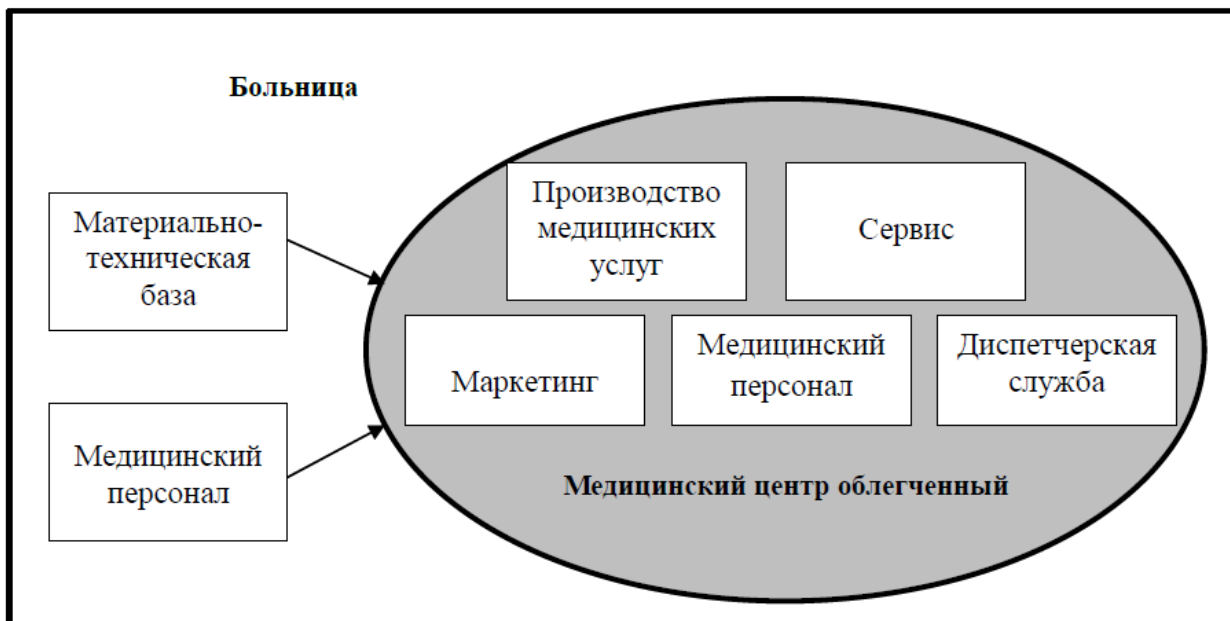 Больница
Материально-
техническая
база
Медицинский
персонал
Производство
медицинских
услуг
Сервис
Маркетинг
Медицинский
персонал
Диспетчерская
служба
Медицинский центр облегченный